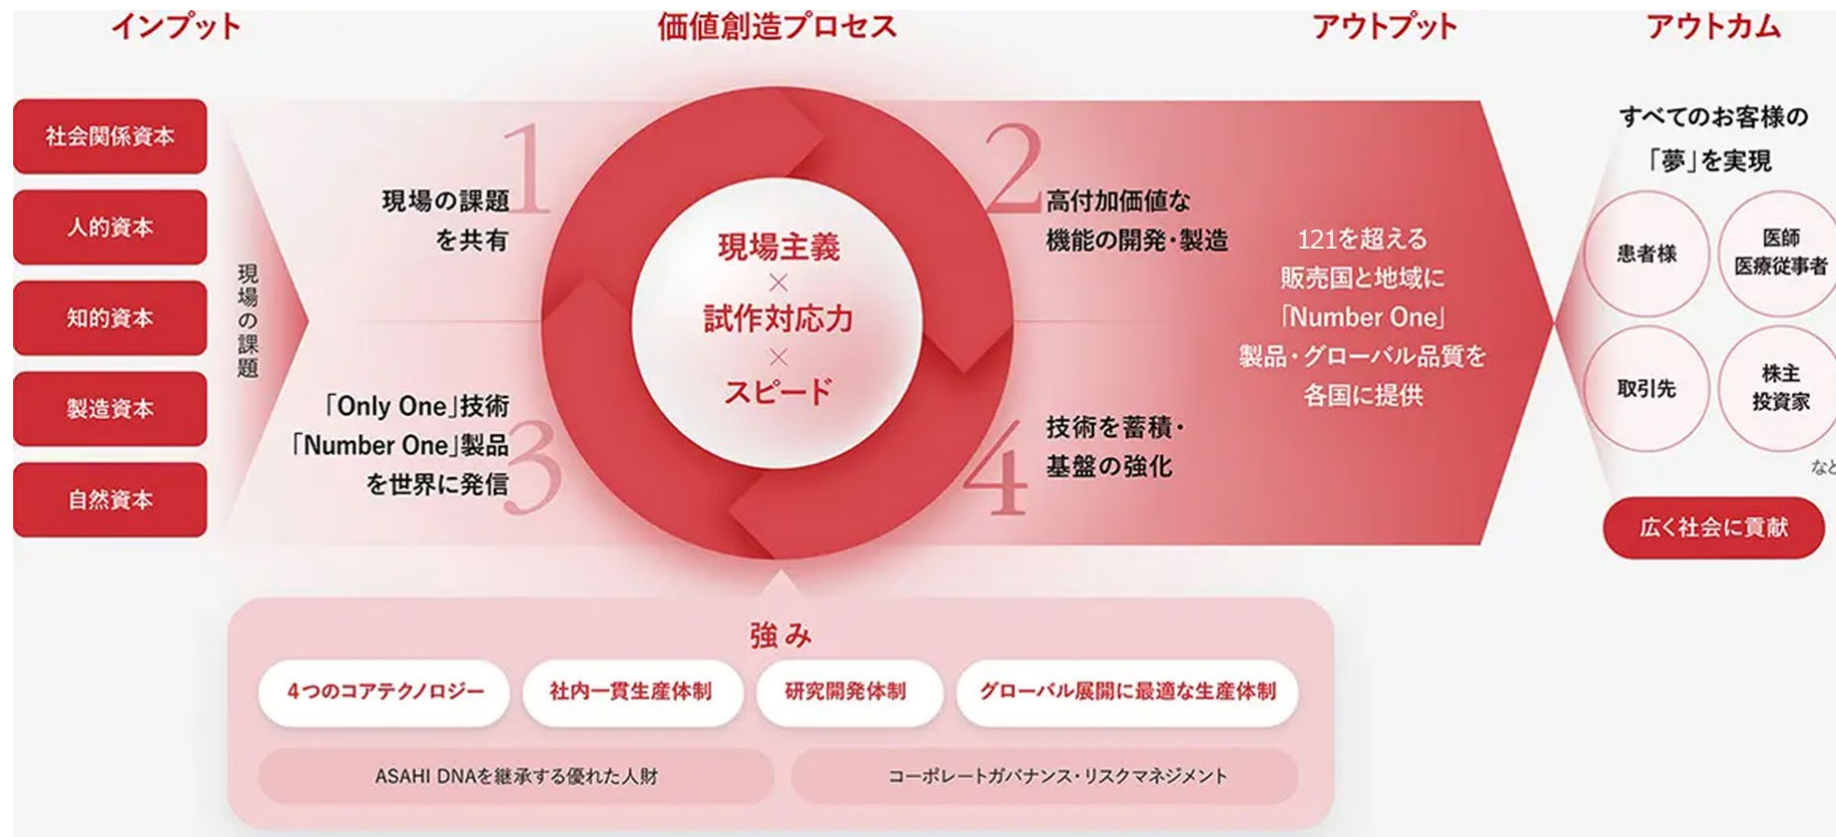 インプット
価値創造プロセス
アウトプット
アウトカム
社会関係資本
人的資本
知的資本
製造資本
自然資本
現場の課題
1
現場の課題
を共有
2
高付加価値な
機能の開発・製造
3
「Only One」技術
「Number One」製品
を世界に発信
4
技術を蓄積・
基盤の強化
現場主義
×
試作対応力
×
スピード
121を超える
販売国と地域に
「Number One」
製品・グローバル品質を
各国に提供
すべてのお客様の
「夢」を実現
患者様
医師
医療従事者
取引先
株主
投資家
など
広く社会に貢献
強み
4つのコアテクノロジー
社内一貫生産体制
研究開発体制
グローバル展開に最適な生産体制
ASAHI DNAを継承する優れた人財
コーポレートガバナンス・リスクマネジメント